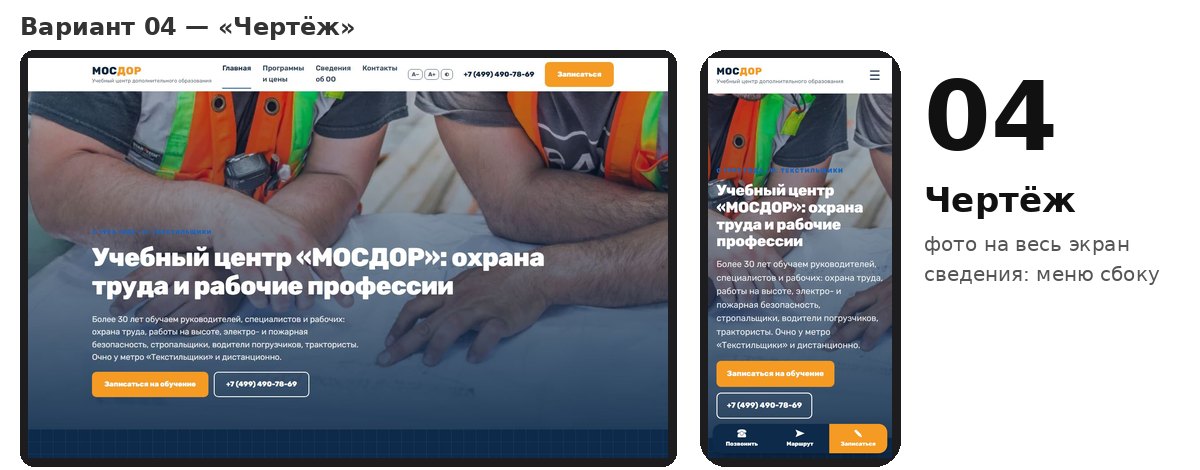 Вариант 04 — «Чертёж»
МОСДОР
Учебный центр дополнительного образования
Главная
Программы
и цены
Сведения
об ОО
Контакты
A−
A+
+7 (499) 490-78-69
Записаться
ТЕКСТИЛЬЩИКИ
Учебный центр «МОСДОР»: охрана
труда и рабочие профессии
Более 30 лет обучаем руководителей, специалистов и рабочих:
охрана труда, работы на высоте, электро- и пожарная
безопасность, стропальщики, водители погрузчиков, трактористы.
Очно у метро «Текстильщики» и дистанционно.
Записаться на обучение
+7 (499) 490-78-69
МОСДОР
Учебный центр дополнительного образования
ТЕКСТИЛЬЩИКИ
Учебный центр
«МОСДОР»: охрана
труда и рабочие
профессии
Более 30 лет обучаем руководителей,
специалистов и рабочих: охрана труда,
работы на высоте, электро- и
пожарная безопасность,
стропальщики, водители погрузчиков,
трактористы. Очно у метро
«Текстильщики» и дистанционно.
Записаться на обучение
+7 (499) 490-78-69
Позвонить
Маршрут
Записаться
04
Чертёж
фото на весь экран
сведения: меню сбоку